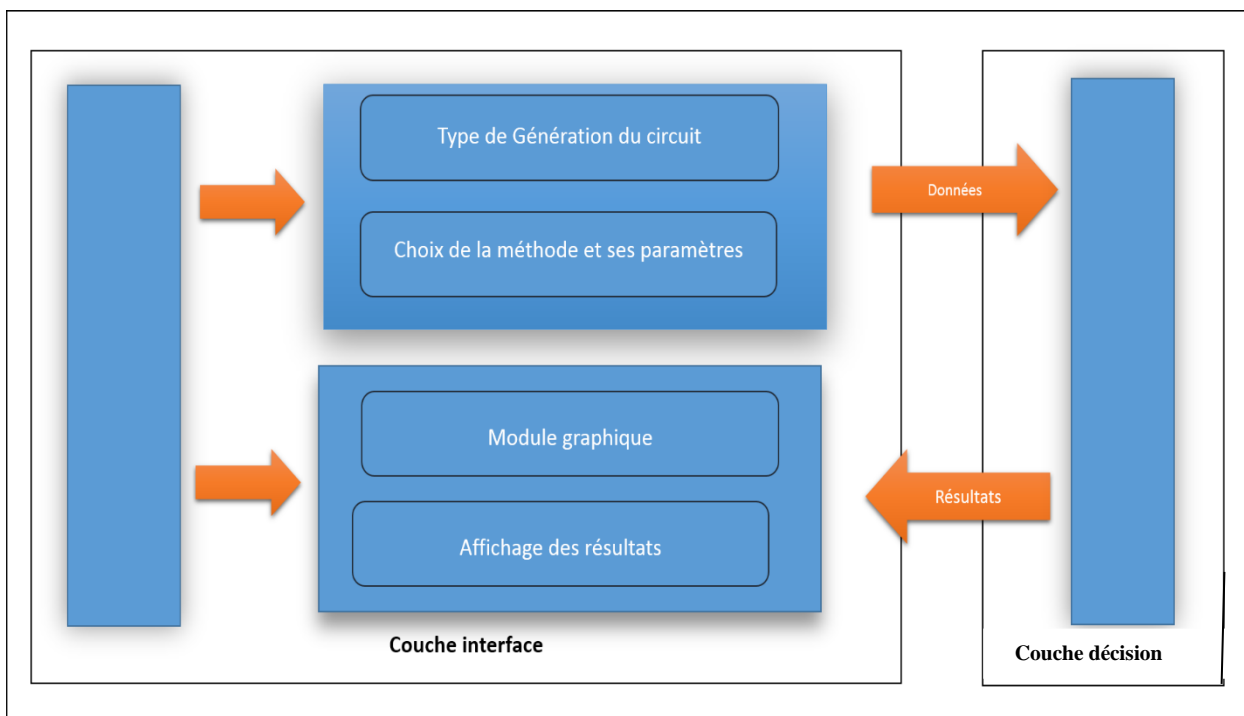 Type de Génération du circuit
Données
Choix de la méthode et ses paramètres
Module graphique
Résultats
Affichage des résultats
Couche interface
Couche décision